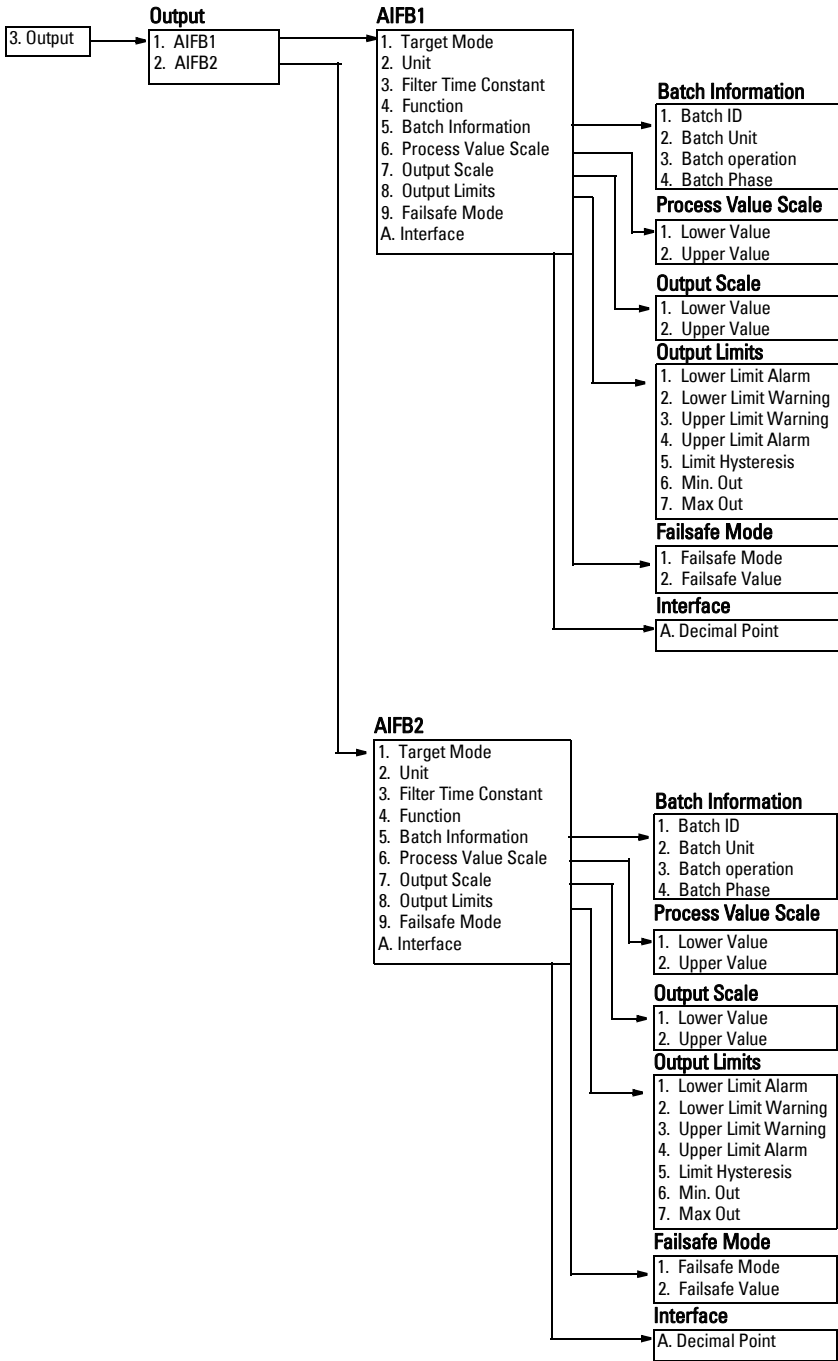 3. Output
Output
1. AIFB1
2. AIFB2
AIFB1
1. Target Mode
2. Unit
3. Filter Time Constant
4. Function
5. Batch Information
6. Process Value Scale
7. Output Scale
8. Output Limits
9. Failsafe Mode
A. Interface
Batch Information
1. Batch ID
2. Batch Unit
3. Batch operation
4. Batch Phase
Process Value Scale
1. Lower Value
2. Upper Value
Output Scale
1. Lower Value
2. Upper Value
Output Limits
1. Lower Limit Alarm
2. Lower Limit Warning
3. Upper Limit Warning
4. Upper Limit Alarm
5. Limit Hysteresis
6. Min. Out
7. Max Out
Failsafe Mode
1. Failsafe Mode
2. Failsafe Value
Interface
A. Decimal Point
AIFB2
1. Target Mode
2. Unit
3. Filter Time Constant
4. Function
5. Batch Information
6. Process Value Scale
7. Output Scale
8. Output Limits
9. Failsafe Mode
A. Interface
Batch Information
1. Batch ID
2. Batch Unit
3. Batch operation
4. Batch Phase
Process Value Scale
1. Lower Value
2. Upper Value
Output Scale
1. Lower Value
2. Upper Value
Output Limits
1. Lower Limit Alarm
2. Lower Limit Warning
3. Upper Limit Warning
4. Upper Limit Alarm
5. Limit Hysteresis
6. Min. Out
7. Max Out
Failsafe Mode
1. Failsafe Mode
2. Failsafe Value
Interface
A. Decimal Point